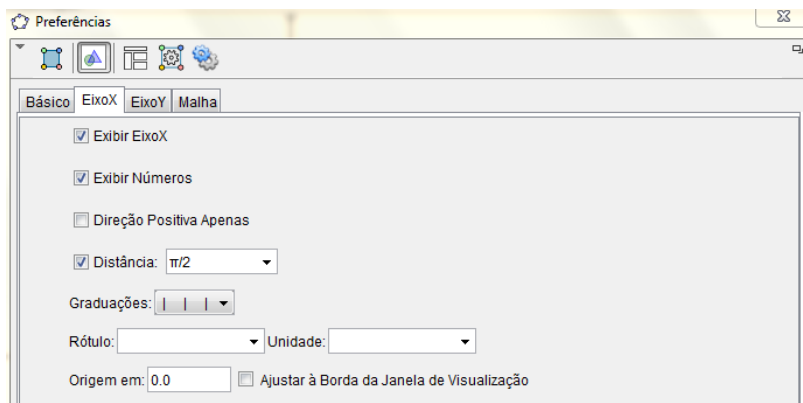 Preferências
Básico EixoX EixoY Malha
Exibir EixoX
Exibir Números
Direção Positiva Apenas
Distância: π/2
Graduações:
Rótulo: Unidade:
Origem em: 0.0 Ajustar à Borda da Janela de Visualização